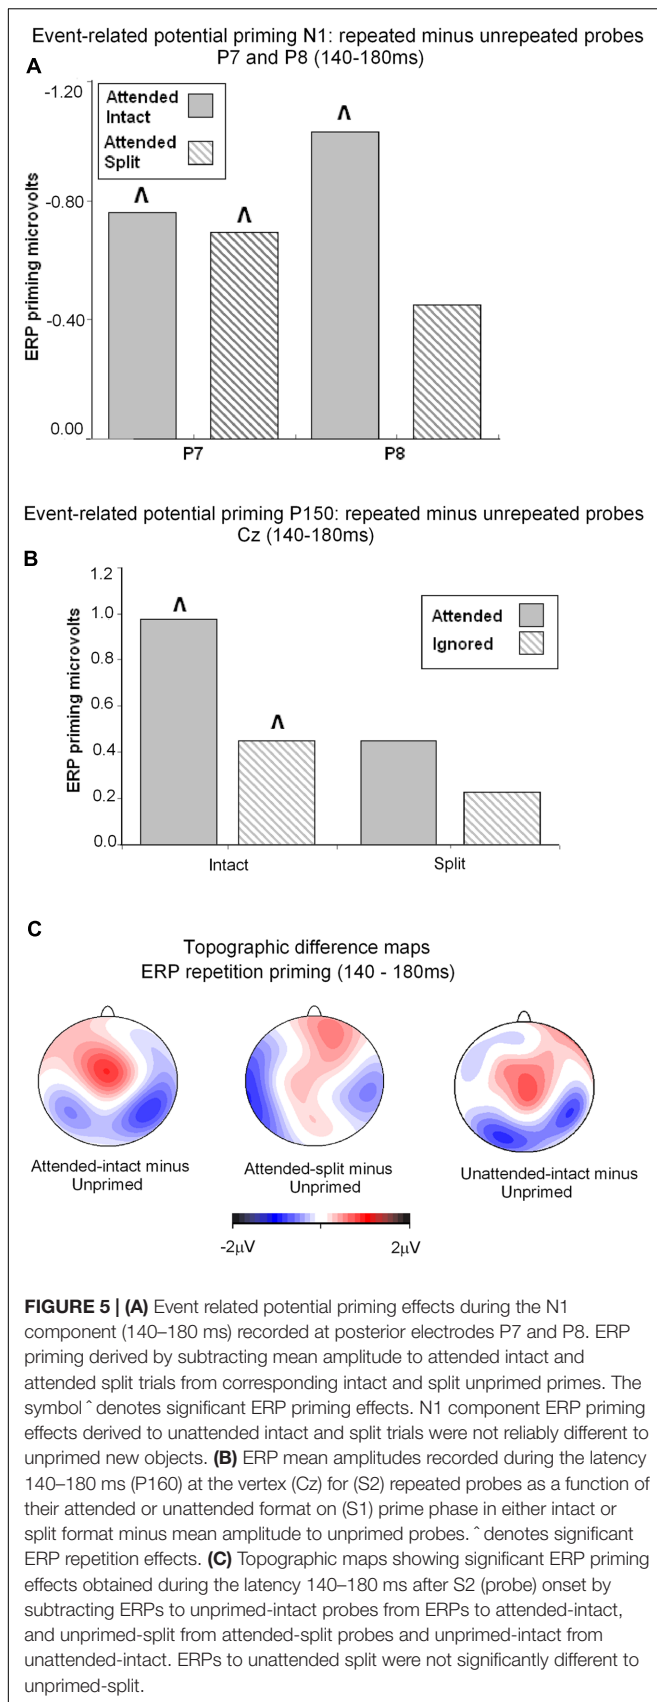 Event-related potential priming N1: repeated minus unrepeated probes
P7 and P8 (140-180ms)
A
-1.20
Attended
Intact
Attended
Split
Λ
Λ
Λ
-0.80
-0.40
0.00
ERP priming microvolts
P7
P8
Event-related potential priming P150: repeated minus unrepeated probes
Cz (140-180ms)
B
1.2
1.0
0.8
0.6
0.4
0.2
0.0
ERP priming microvolts
Λ
Λ
Attended
Ignored
Intact
Split
C
Topographic difference maps
ERP repetition priming (140 - 180ms)
Attended-intact minus
Unprimed
Attended-split minus
Unprimed
Unattended-intact minus
Unprimed
-2µV
2µV
FIGURE 5 | (A) Event related potential priming effects during the N1
component (140–180 ms) recorded at posterior electrodes P7 and P8. ERP
priming derived by subtracting mean amplitude to attended intact and
attended split trials from corresponding intact and split unprimed primes. The
symbol ˆ denotes significant ERP priming effects. N1 component ERP priming
effects derived to unattended intact and split trials were not reliably different to
unprimed new objects. (B) ERP mean amplitudes recorded during the latency
140–180 ms (P160) at the vertex (Cz) for (S2) repeated probes as a function of
their attended or unattended format on (S1) prime phase in either intact or
split format minus mean amplitude to unprimed probes. ˆ denotes significant
ERP repetition effects. (C) Topographic maps showing significant ERP priming
effects obtained during the latency 140–180 ms after S2 (probe) onset by
subtracting ERPs to unprimed-intact probes from ERPs to attended-intact,
and unprimed-split from attended-split probes and unprimed-intact from
unattended-intact. ERPs to unattended split were not significantly different to
unprimed-split.